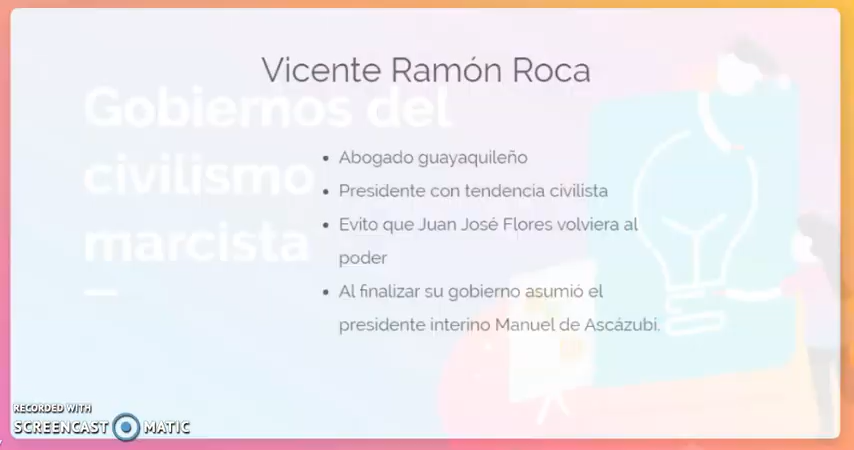 Vicente Ramón Roca
Gobiernos del
civilismo
marcista
• Abogado guayaquileño
• Presidente con tendencia civilista
• Evito que Juan José Flores volviera al
poder
• Al finalizar su gobierno asumió el
presidente interino Manuel de Ascázubi.
RECORDED WITH
SCREENCAST MATIC